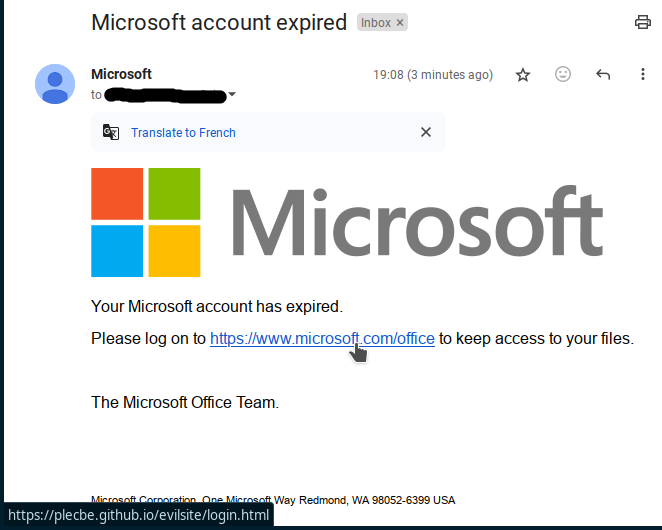 Microsoft account expired Inbox ×
Microsoft 19:08 (3 minutes ago)
to
Translate to French
Microsoft
Your Microsoft account has expired.
Please log on to https://www.microsoft.com/office to keep access to your files.
The Microsoft Office Team.
Microsoft Corporation, One Microsoft Way Redmond, WA 98052-6399 USA
https://plecbe.github.io/evilsite/login.html